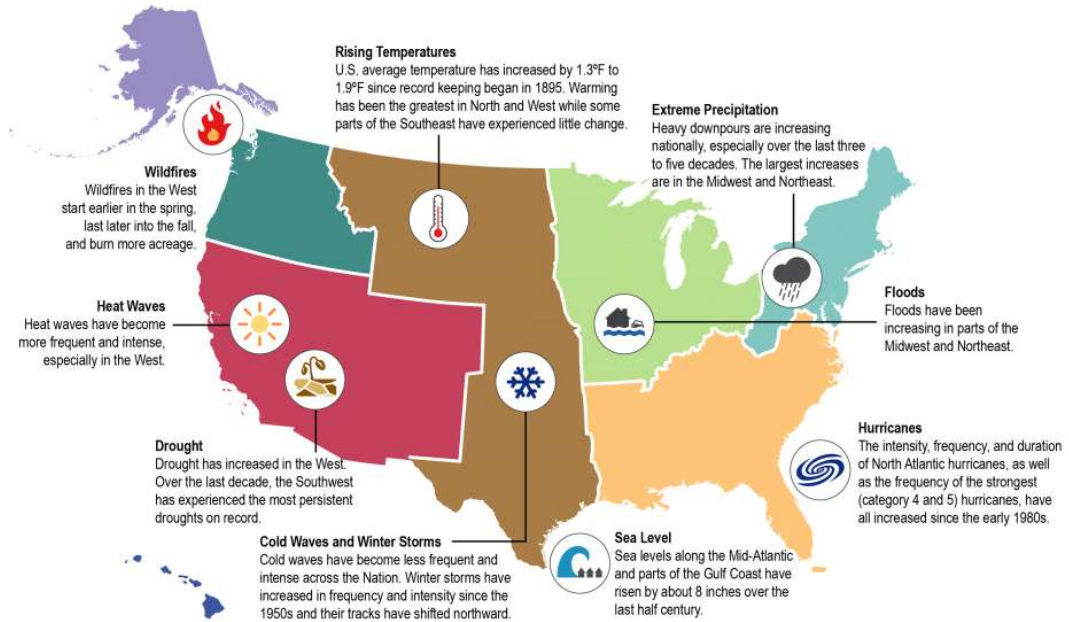 Rising Temperatures
U.S. average temperature has increased by 1.3ºF to
1.9ºF since record keeping began in 1895. Warming
has been the greatest in North and West while some
parts of the Southeast have experienced little change.
Extreme Precipitation
Heavy downpours are increasing
nationally, especially over the last three
to five decades. The largest increases
are in the Midwest and Northeast.
Wildfires
Wildfires in the West
start earlier in the spring,
last later into the fall,
and burn more acreage.
Heat Waves
Heat waves have become
more frequent and intense,
especially in the West.
Floods
Floods have been
increasing in parts of the
Midwest and Northeast.
Drought
Drought has increased in the West.
Over the last decade, the Southwest
has experienced the most persistent
droughts on record.
Hurricanes
The intensity, frequency, and duration
of North Atlantic hurricanes, as well
as the frequency of the strongest
(category 4 and 5) hurricanes, have
all increased since the early 1980s.
Cold Waves and Winter Storms
Cold waves have become less frequent and
intense across the Nation. Winter storms have
increased in frequency and intensity since the
1950s and their tracks have shifted northward.
Sea Level
Sea levels along the Mid-Atlantic
and parts of the Gulf Coast have
risen by about 8 inches over the
last half century.